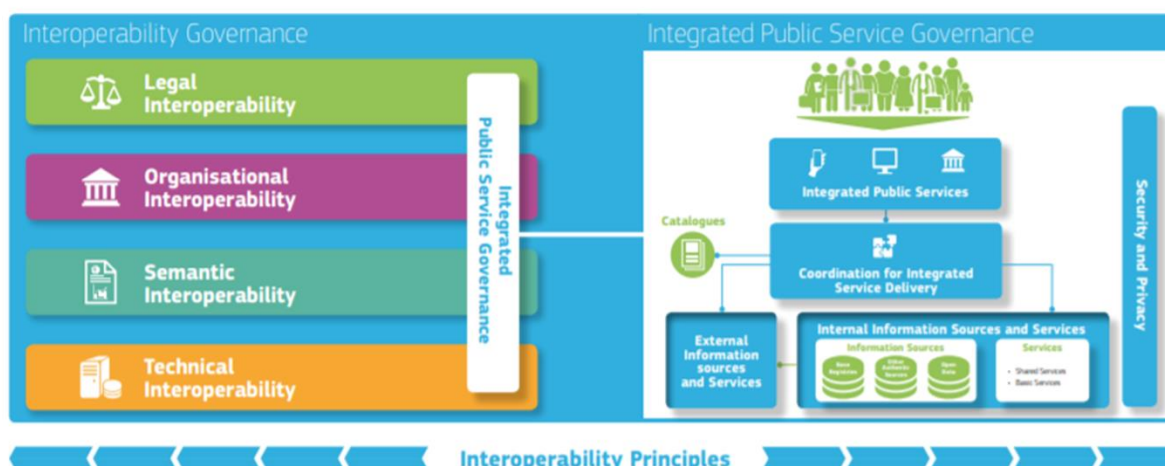 Interoperability Governance
Legal
Interoperability
Organisational
Interoperability
Semantic
Interoperability
Technical
Interoperability
Integrated
Public Service Governance
Integrated Public Service Governance
Integrated Public Services
Catalogues
Coordination for Integrated
Service Delivery
External
Information
sources
and Services
Internal Information Sources and Services
Information Sources
Base
Registries
Other
Authentic
Sources
Open
Data
Services
• Shared Services
• Basic Services
Security and Privacy
Interoperability Principles